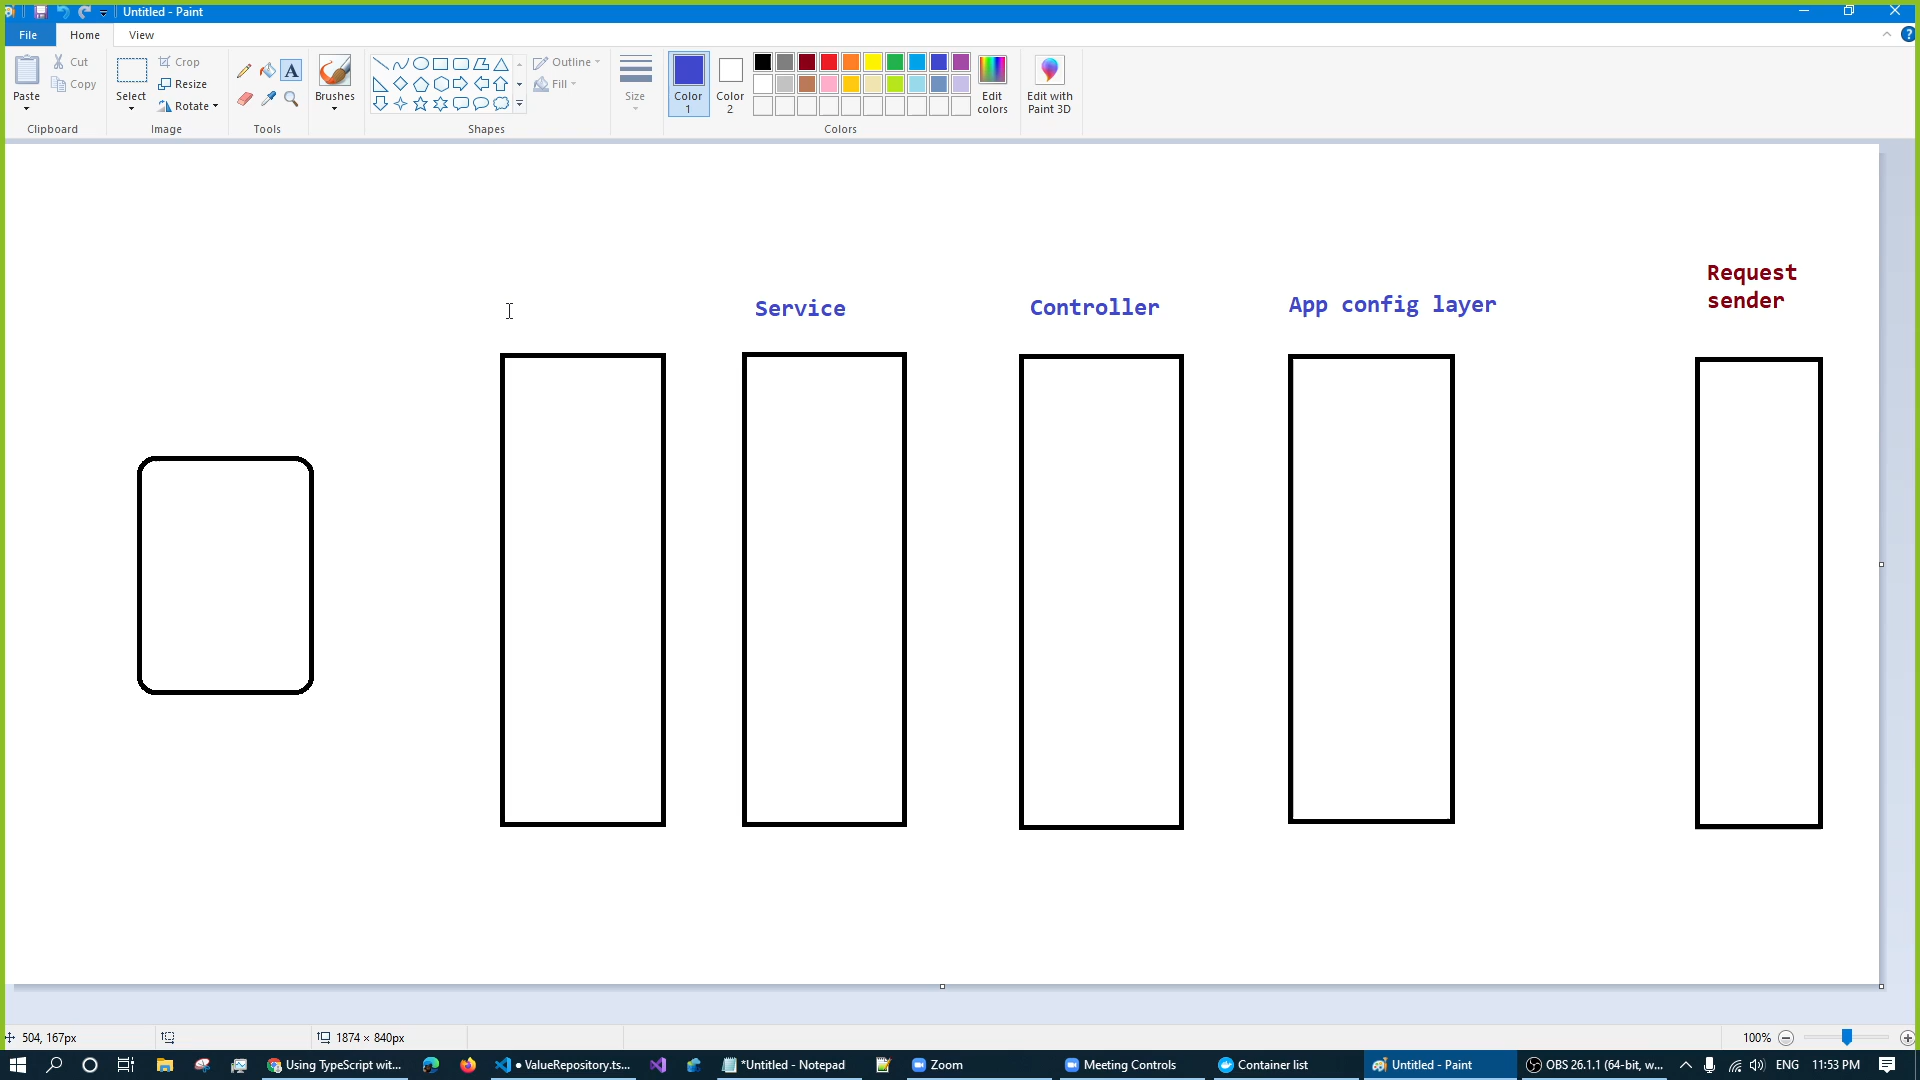 Untitled - Paint
File
Home
View
Paste
Cut
Copy
Clipboard
Select
Crop
Resize
Rotate
Image
A
Tools
Brushes
Outline
Fill
Shapes
Size
Color
1
Color
2
Edit
colors
Colors
Edit with
Paint 3D
?
Request
sender
Service
Controller
App config layer
504, 167px
1874 × 840px
100%
Using TypeScript wit...
● ValueRepository.ts...
*Untitled - Notepad
Zoom
Meeting Controls
Container list
Untitled - Paint
OBS 26.1.1 (64-bit, w...
ENG
11:53 PM